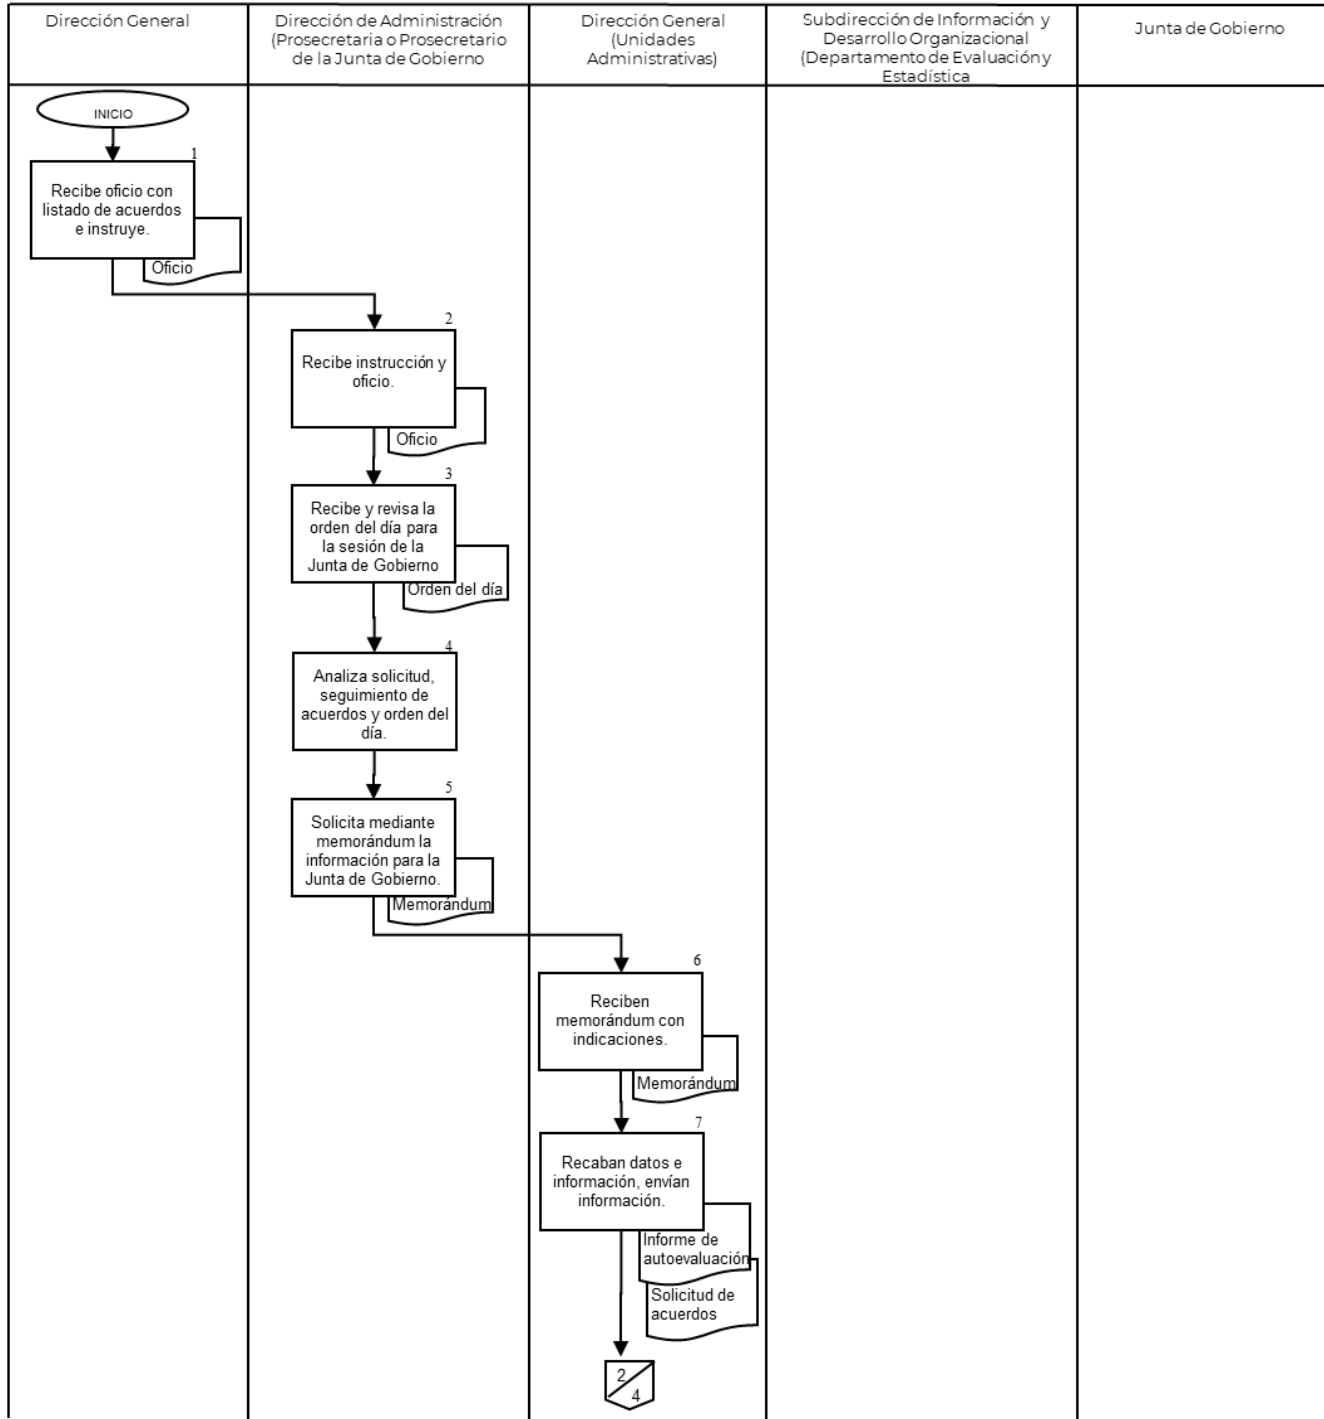 Dirección General
Dirección de Administración
(Prosecretaria o Prosecretario
de la Junta de Gobierno
Dirección General
(Unidades
Administrativas)
Subdirección de Información y
Desarrollo Organizacional
(Departamento de Evaluación y
Estadística
Junta de Gobierno
INICIO
1
Recibe oficio con
listado de acuerdos
e instruye.
Oficio
2
Recibe instrucción y
oficio.
Oficio
3
Recibe y revisa la
orden del día para
la sesión de la
Junta de Gobierno
Orden del día
4
Analiza solicitud,
seguimiento de
acuerdos y orden del
día.
5
Solicita mediante
memorándum la
información para la
Junta de Gobierno.
Memorándum
6
Reciben
memorándum con
indicaciones.
Memorándum
7
Recaban datos e
información, envían
información.
Informe de
autoevaluación
Solicitud de
acuerdos
2
4